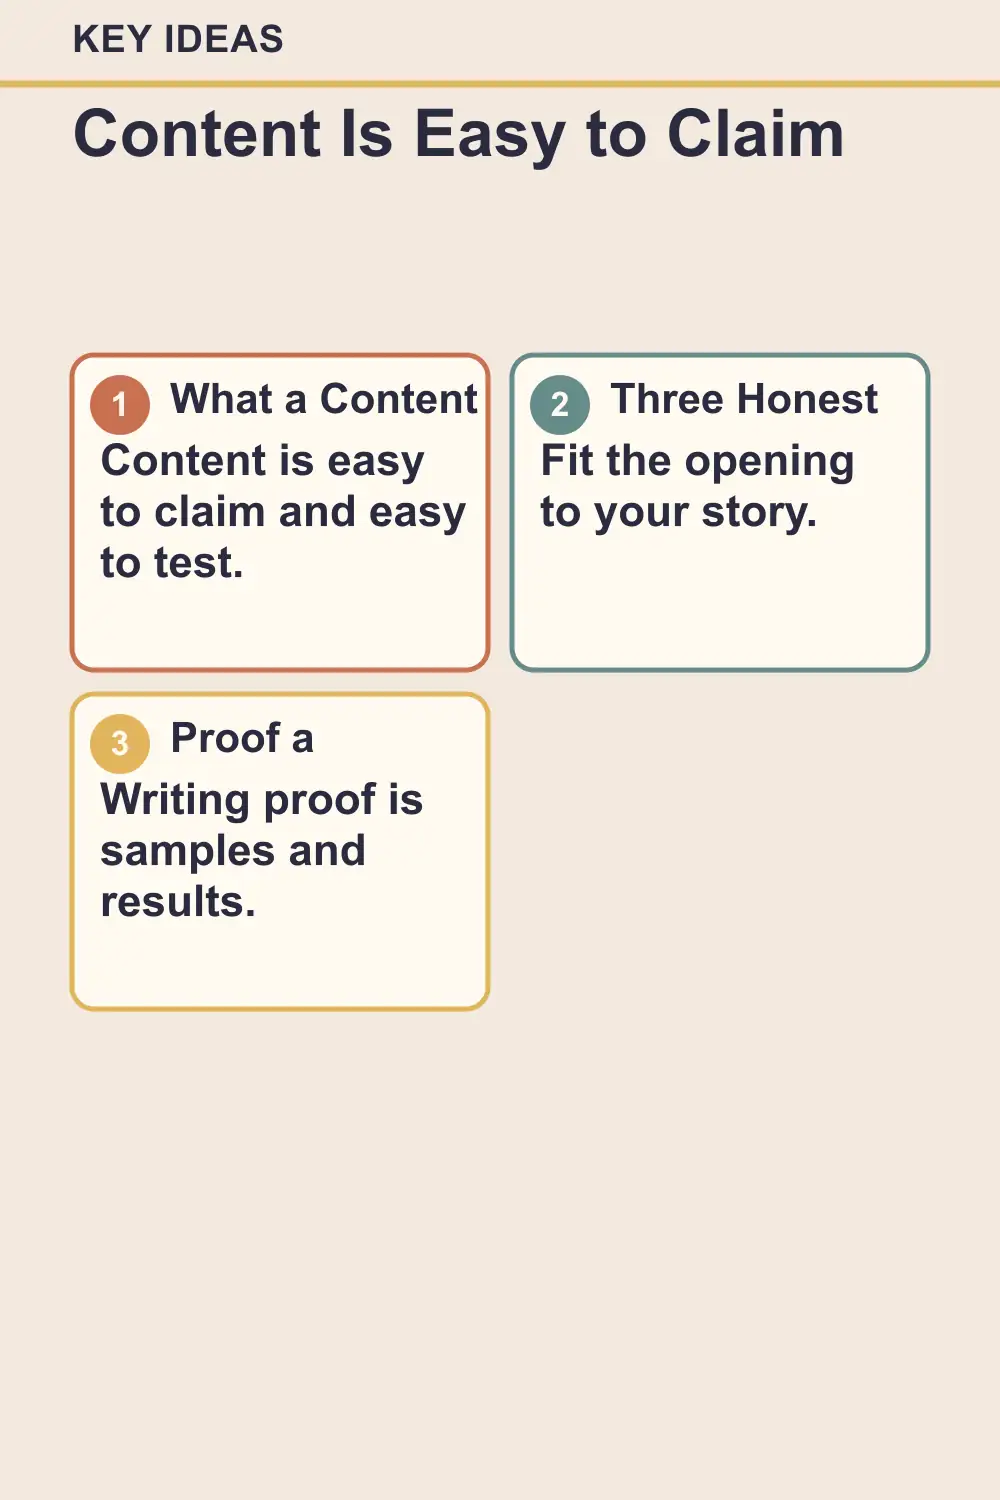 KEY IDEAS
Content Is Easy to Claim
1 What a Content
Content is easy
to claim and easy
to test.
2 Three Honest
Fit the opening
to your story.
3 Proof a
Writing proof is
samples and
results.